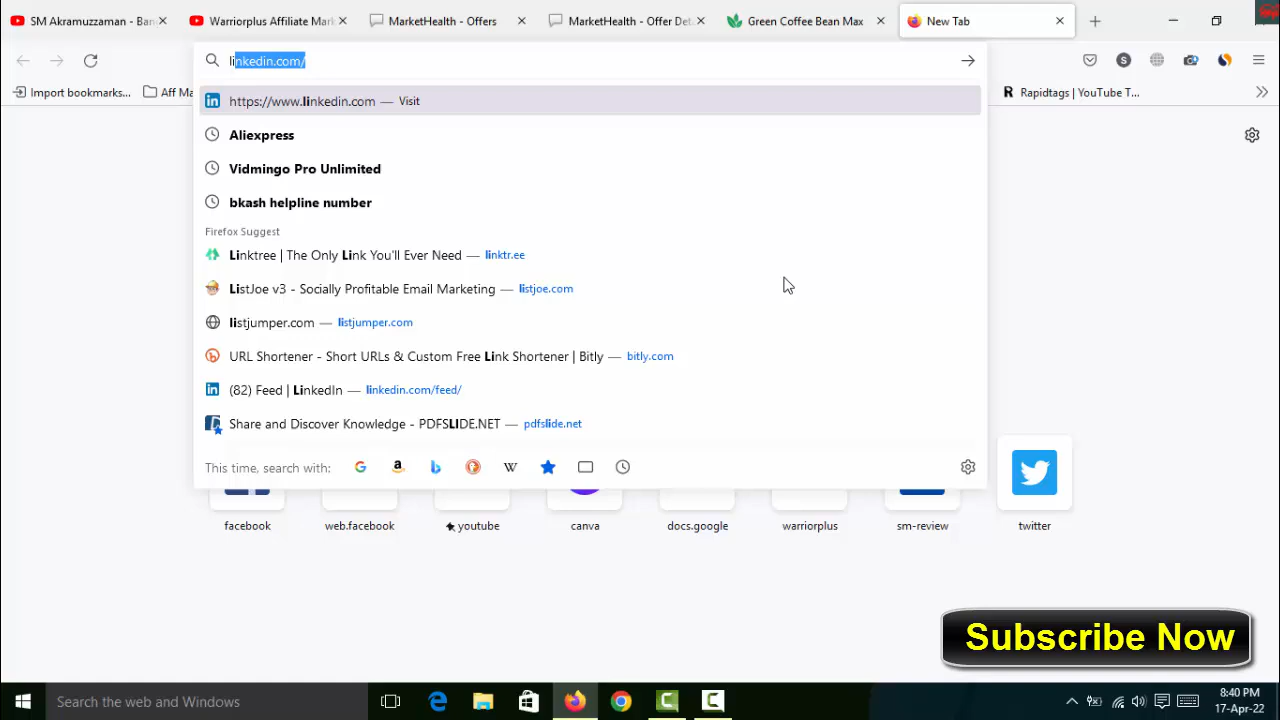 SM Akramuzzaman - Ban
Warriorplus Affiliate Mark
MarketHealth - Offers
MarketHealth - Offer Det
Green Coffee Bean Max
New Tab
linkedin.com/
S
Import bookmarks...
Aff Ma
R Rapidtags | YouTube T...
https://www.linkedin.com — Visit
Aliexpress
Vidmingo Pro Unlimited
bkash helpline number
Firefox Suggest
Linktree | The Only Link You'll Ever Need — linktr.ee
ListJoe v3 - Socially Profitable Email Marketing — listjoe.com
listjumper.com — listjumper.com
URL Shortener - Short URLs & Custom Free Link Shortener | Bitly — bitly.com
(82) Feed | LinkedIn — linkedin.com/feed/
Share and Discover Knowledge - PDFSLIDE.NET — pdfslide.net
This time, search with:
facebook
web.facebook
youtube
canva
docs.google
warriorplus
sm-review
twitter
Subscribe Now
Search the web and Windows
8:40 PM
17-Apr-22